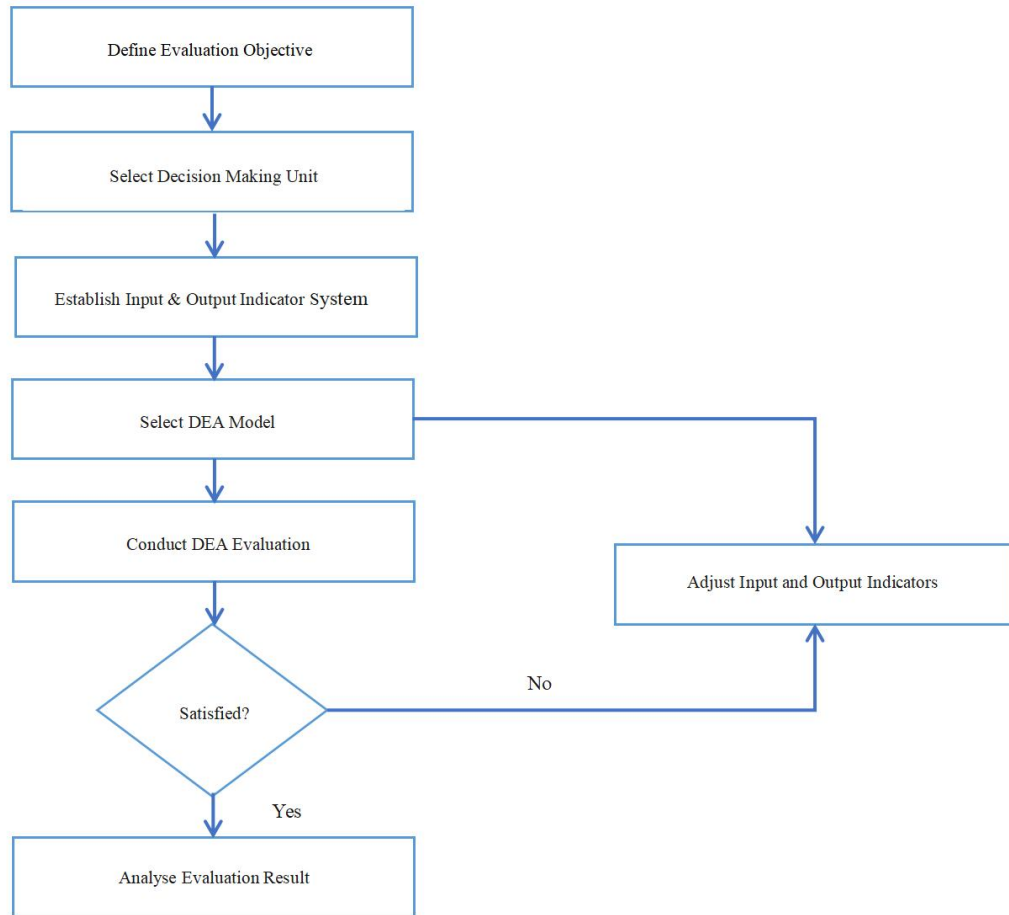 Define Evaluation Objective
Select Decision Making Unit
Establish Input & Output Indicator System
Select DEA Model
Conduct DEA Evaluation
Adjust Input and Output Indicators
No
Satisfied?
Yes
Analyse Evaluation Result